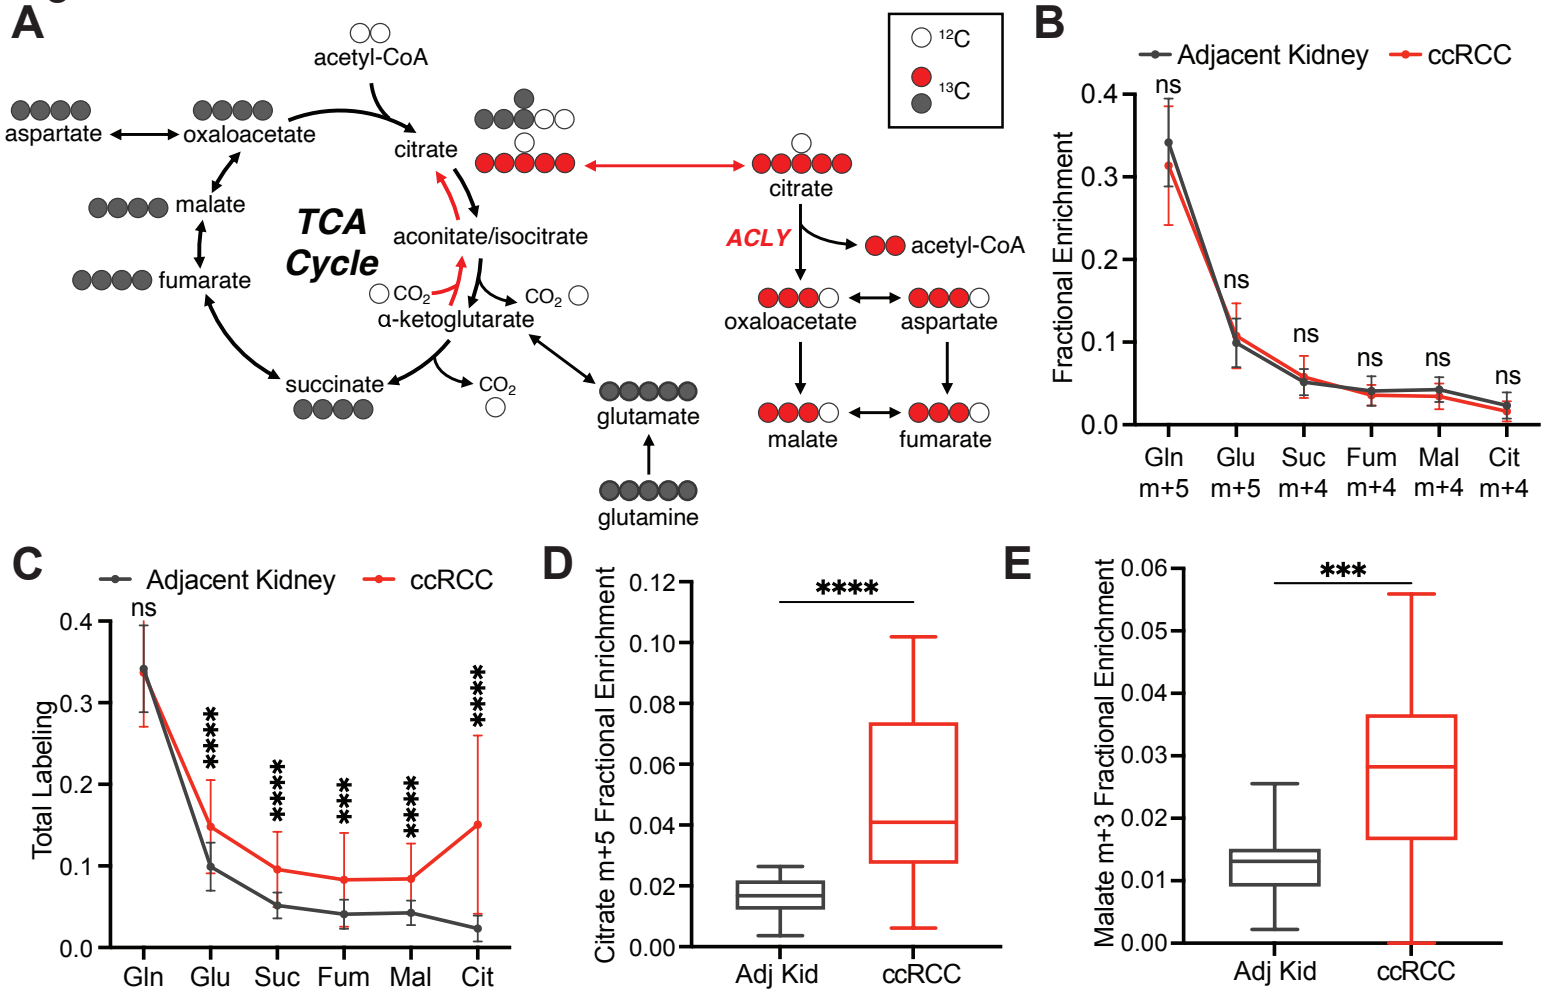 A
acetyl-CoA
aspartate
oxaloacetate
citrate
malate
TCA
Cycle
aconitate/isocitrate
fumarate
CO2
CO2
α-ketoglutarate
succinate
CO2
glutamate
glutamine
12C
13C
citrate
ACLY
acetyl-CoA
oxaloacetate
aspartate
malate
fumarate
B
Adjacent Kidney
ccRCC
Fractional Enrichment
0.4
0.3
0.2
0.1
0.0
ns
ns
ns
ns
ns
ns
Gln
m+5
Glu
m+5
Suc
m+4
Fum
m+4
Mal
m+4
Cit
m+4
C
Adjacent Kidney
ccRCC
Total Labeling
0.4
0.3
0.2
0.1
0.0
ns
****
****
***
****
****
Gln
Glu
Suc
Fum
Mal
Cit
D
Citrate m+5 Fractional Enrichment
0.12
0.10
0.08
0.06
0.04
0.02
0.00
****
Adj Kid
ccRCC
E
Malate m+3 Fractional Enrichment
0.06
0.05
0.04
0.03
0.02
0.01
0.00
***
Adj Kid
ccRCC